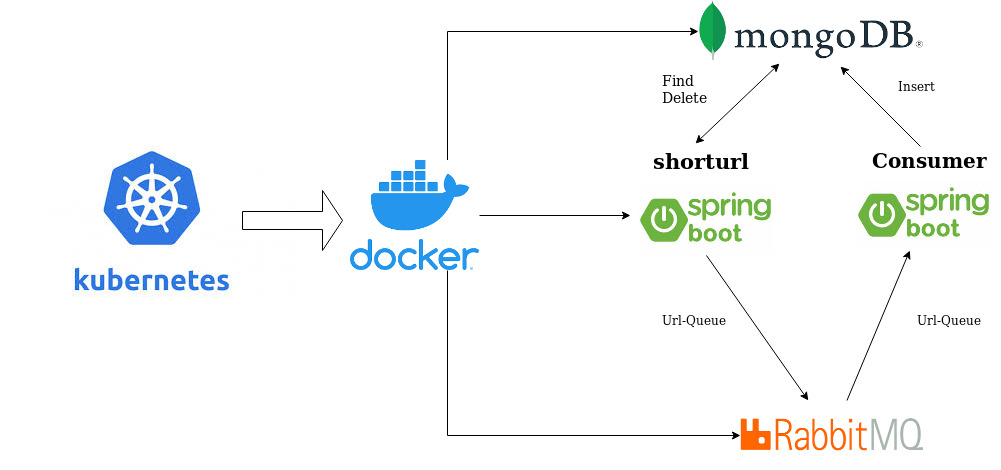 mongoDB®
Find
Delete
Insert
shorturl
Consumer
spring
boot
spring
boot
kubernetes
docker
Url-Queue
Url-Queue
RabbitMQ